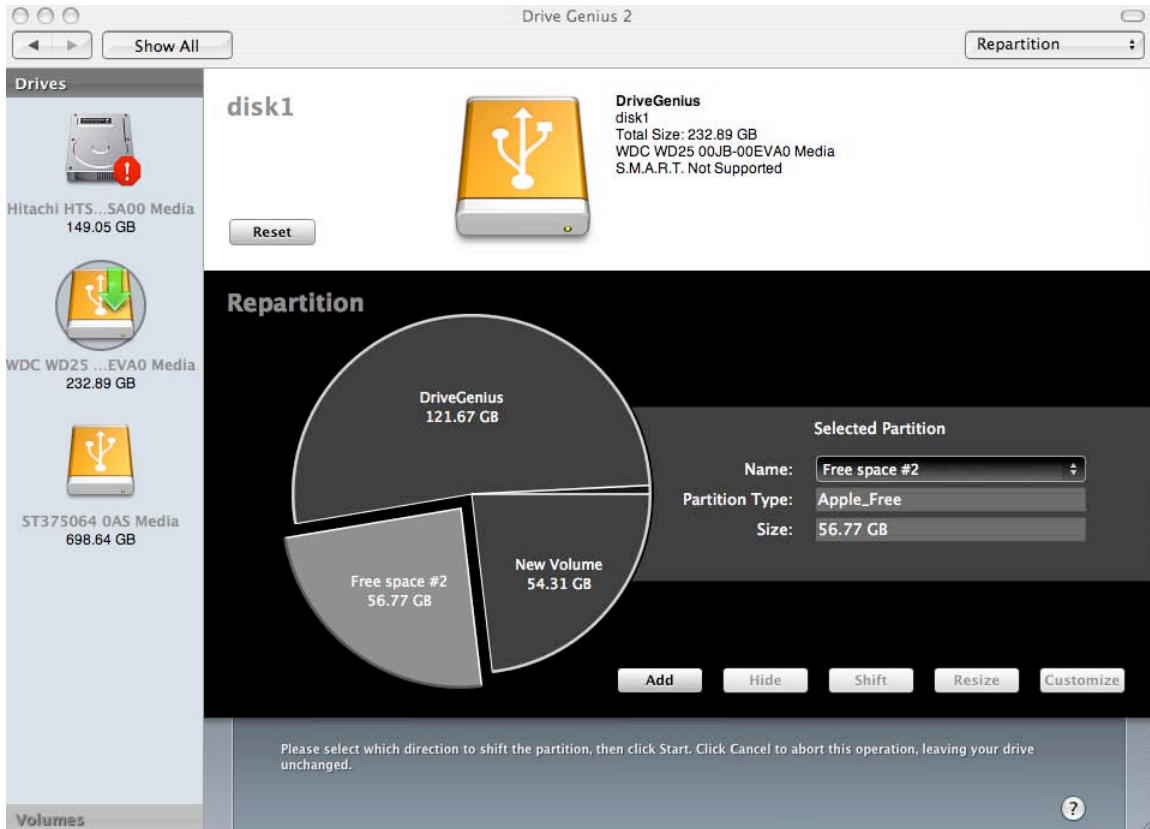 Drive Genius 2
Show All
Repartition
Drives
Hitachi HTS...SA00 Media
149.05 GB
WDC WD25 ...EVA0 Media
232.89 GB
ST375064 0AS Media
698.64 GB
Volumes
disk1
Reset
DriveGenius
disk1
Total Size: 232.89 GB
WDC WD25 00JB-00EVA0 Media
S.M.A.R.T. Not Supported
Repartition
DriveGenius
121.67 GB
Free space #2
56.77 GB
New Volume
54.31 GB
Selected Partition
Name: Free space #2
Partition Type: Apple_Free
Size: 56.77 GB
Add Hide Shift Resize Customize
Please select which direction to shift the partition, then click Start. Click Cancel to abort this operation, leaving your drive
unchanged.
?